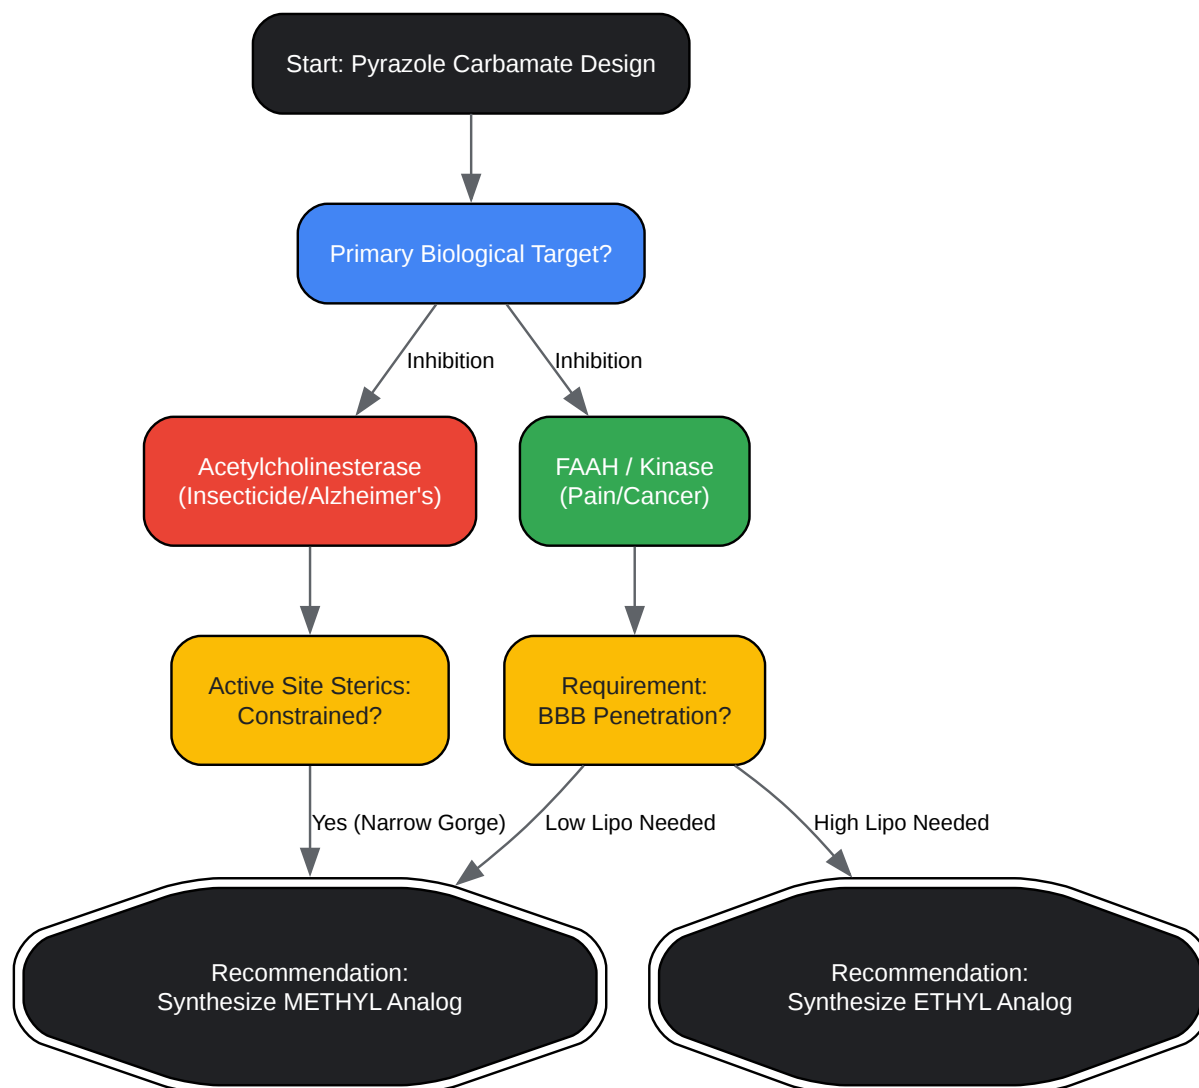 Start: Pyrazole Carbamate Design
Primary Biological Target?
Inhibition
Inhibition
Acetylcholinesterase
(Insecticide/Alzheimer's)
FAAH / Kinase
(Pain/Cancer)
Active Site Sterics:
Constrained?
Requirement:
BBB Penetration?
Yes (Narrow Gorge)
Low Lipo Needed
High Lipo Needed
Recommendation:
Synthesize METHYL Analog
Recommendation:
Synthesize ETHYL Analog